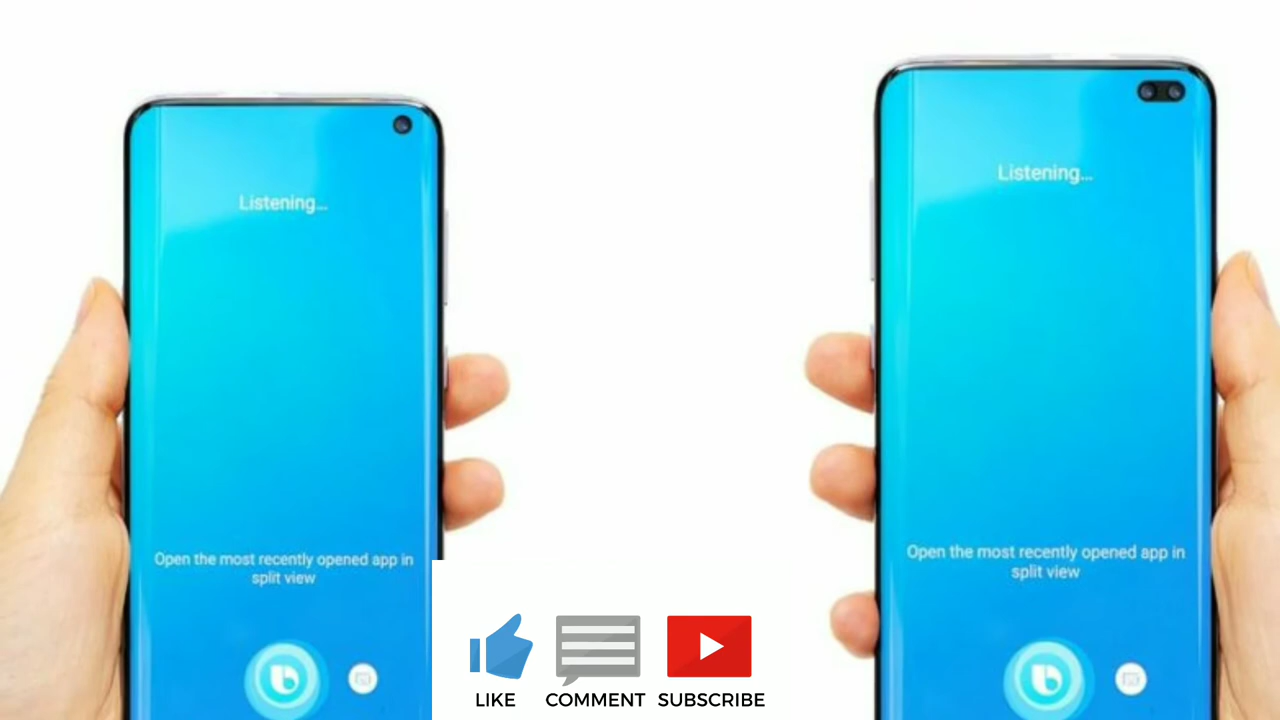 Listening...
Open the most recently opened app in
split view
Listening...
Open the most recently opened app in
split view
LIKE
COMMENT
SUBSCRIBE